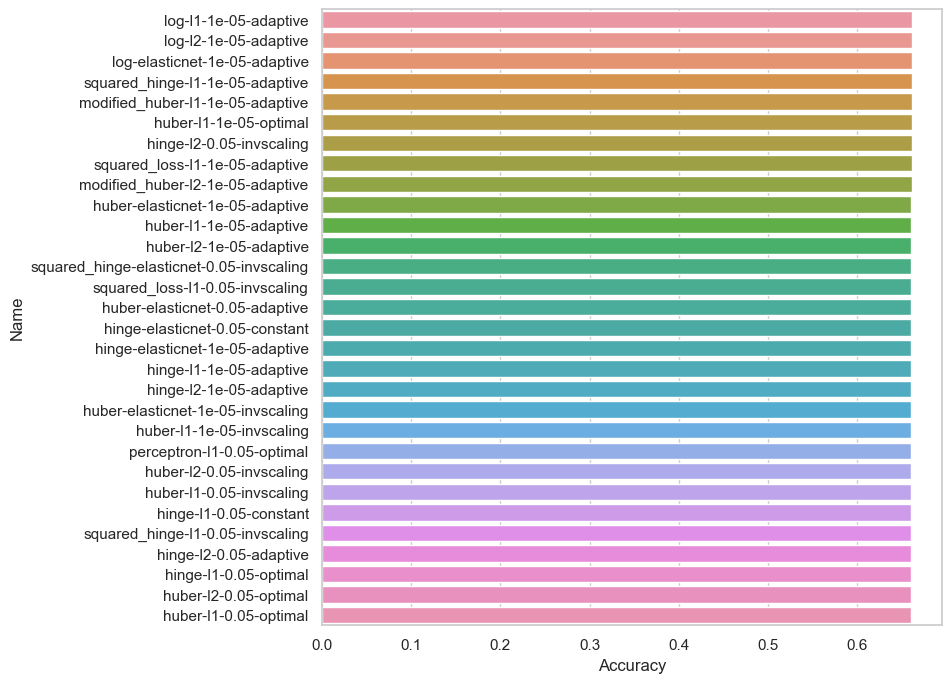 log-l1-1e-05-adaptive
log-l2-1e-05-adaptive
log-elasticnet-1e-05-adaptive
squared_hinge-l1-1e-05-adaptive
modified_huber-l1-1e-05-adaptive
huber-l1-1e-05-optimal
hinge-l2-0.05-invscaling
squared_loss-l1-1e-05-adaptive
modified_huber-l2-1e-05-adaptive
huber-elasticnet-1e-05-adaptive
huber-l1-1e-05-adaptive
huber-l2-1e-05-adaptive
squared_hinge-elasticnet-0.05-invscaling
squared_loss-l1-0.05-invscaling
huber-elasticnet-0.05-adaptive
hinge-elasticnet-0.05-constant
hinge-elasticnet-1e-05-adaptive
hinge-l1-1e-05-adaptive
hinge-l2-1e-05-adaptive
huber-elasticnet-1e-05-invscaling
huber-l1-1e-05-invscaling
perceptron-l1-0.05-optimal
huber-l2-0.05-invscaling
huber-l1-0.05-invscaling
hinge-l1-0.05-constant
squared_hinge-l1-0.05-invscaling
hinge-l2-0.05-adaptive
hinge-l1-0.05-optimal
huber-l2-0.05-optimal
huber-l1-0.05-optimal
Name
0.0 0.1 0.2 0.3 0.4 0.5 0.6
Accuracy